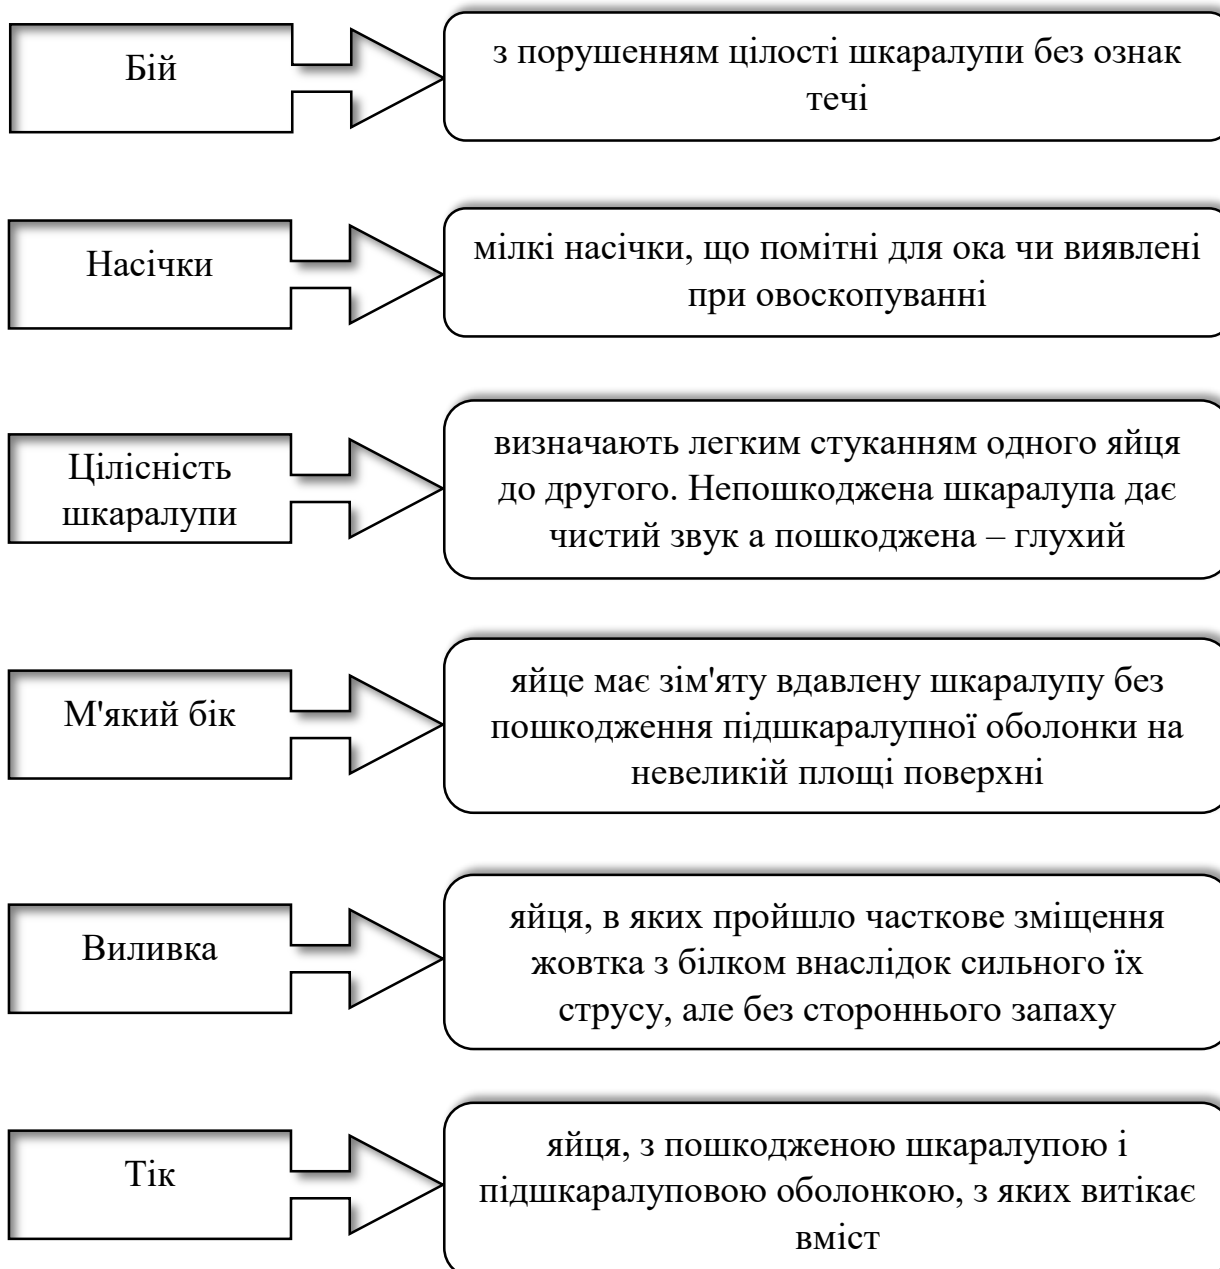 Бій
з порушенням цілості шкаралупи без ознак
течі
Насічки
мілкі насічки, що помітні для ока чи виявлені
при овоскопуванні
Цілісність
шкаралупи
визначають легким стуканням одного яйця
до другого. Непошкоджена шкаралупа дає
чистий звук а пошкоджена – глухий
М'який бік
яйце має зім'яту вдавлену шкаралупу без
пошкодження підшкаралупної оболонки на
невеликій площі поверхні
Виливка
яйця, в яких пройшло часткове зміщення
жовтка з білком внаслідок сильного їх
струсу, але без стороннього запаху
Тік
яйця, з пошкодженою шкаралупою і
підшкаралуповою оболонкою, з яких витікає
вміст